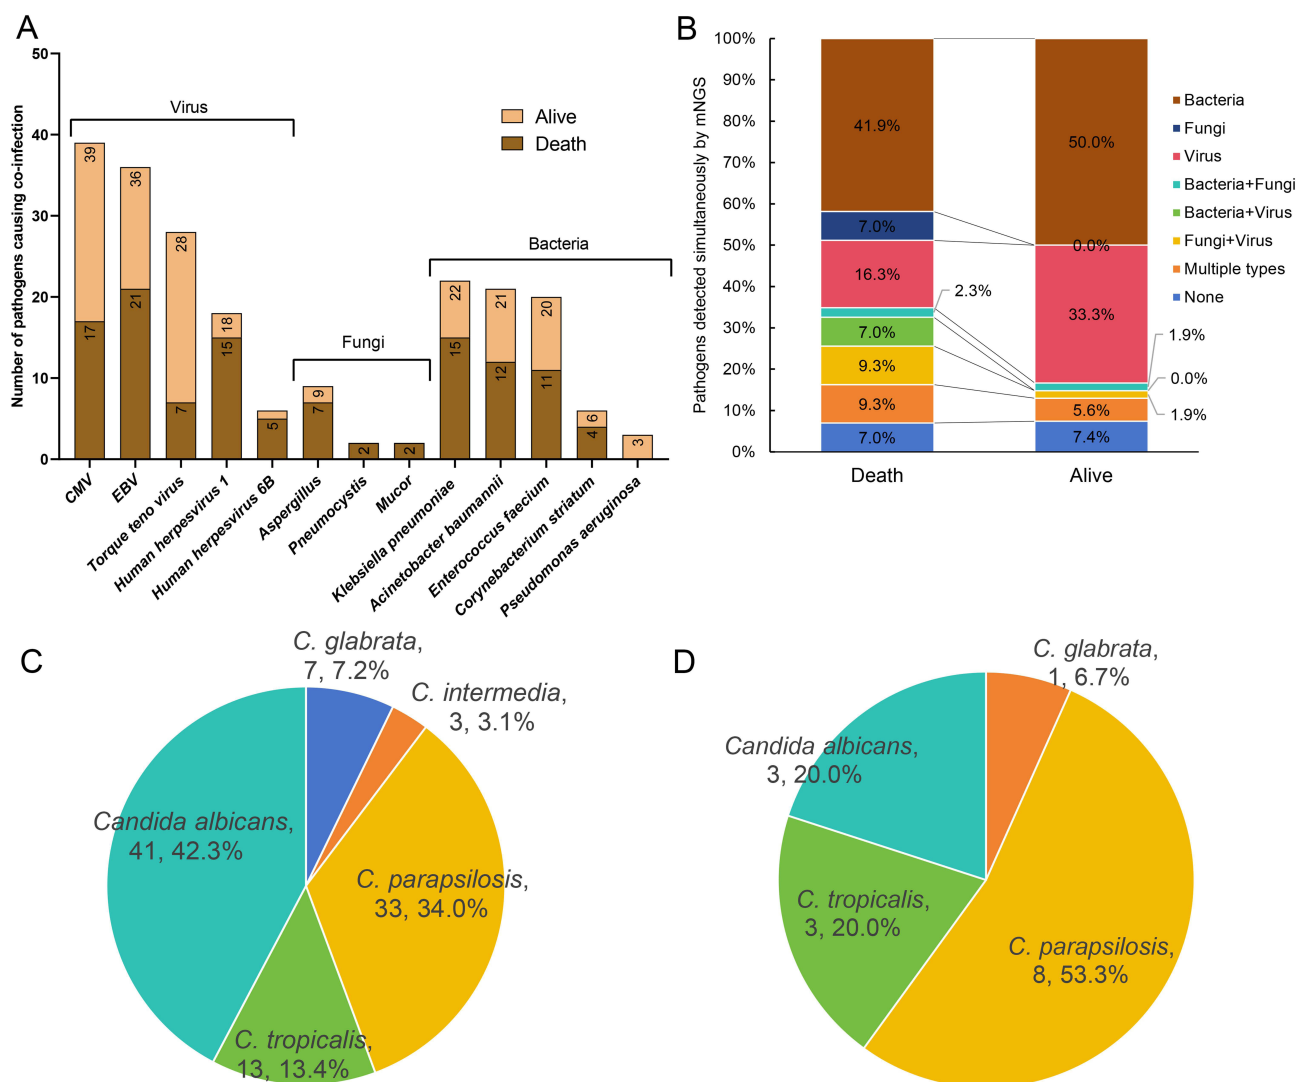 A
Number of pathogens causing co-infection
50
40
30
20
10
0
Virus
Fungi
Bacteria
Alive
Death
39
17
36
21
28
7
18
15
5
9
7
2
2
22
15
21
12
20
11
6
4
3
CMV
EBV
Torque teno virus
Human herpesvirus 1
Human herpesvirus 6B
Aspergillus
Pneumocystis
Mucor
Klebsiella pneumoniae
Acinetobacter baumannii
Enterococcus faecium
Corynebacterium striatum
Pseudomonas aeruginosa
B
Pathogens detected simultaneously by mNGS
100%
90%
80%
70%
60%
50%
40%
30%
20%
10%
0%
41.9%
7.0%
16.3%
2.3%
7.0%
9.3%
9.3%
7.0%
50.0%
0.0%
33.3%
1.9%
0.0%
1.9%
5.6%
7.4%
Death
Alive
Bacteria
Fungi
Virus
Bacteria+Fungi
Bacteria+Virus
Fungi+Virus
Multiple types
None
C
C. glabrata,
7, 7.2%
C. intermedia,
3, 3.1%
C. parapsilosis,
33, 34.0%
C. tropicalis,
13, 13.4%
Candida albicans,
41, 42.3%
D
C. glabrata,
1, 6.7%
C. parapsilosis,
8, 53.3%
C. tropicalis,
3, 20.0%
Candida albicans,
3, 20.0%